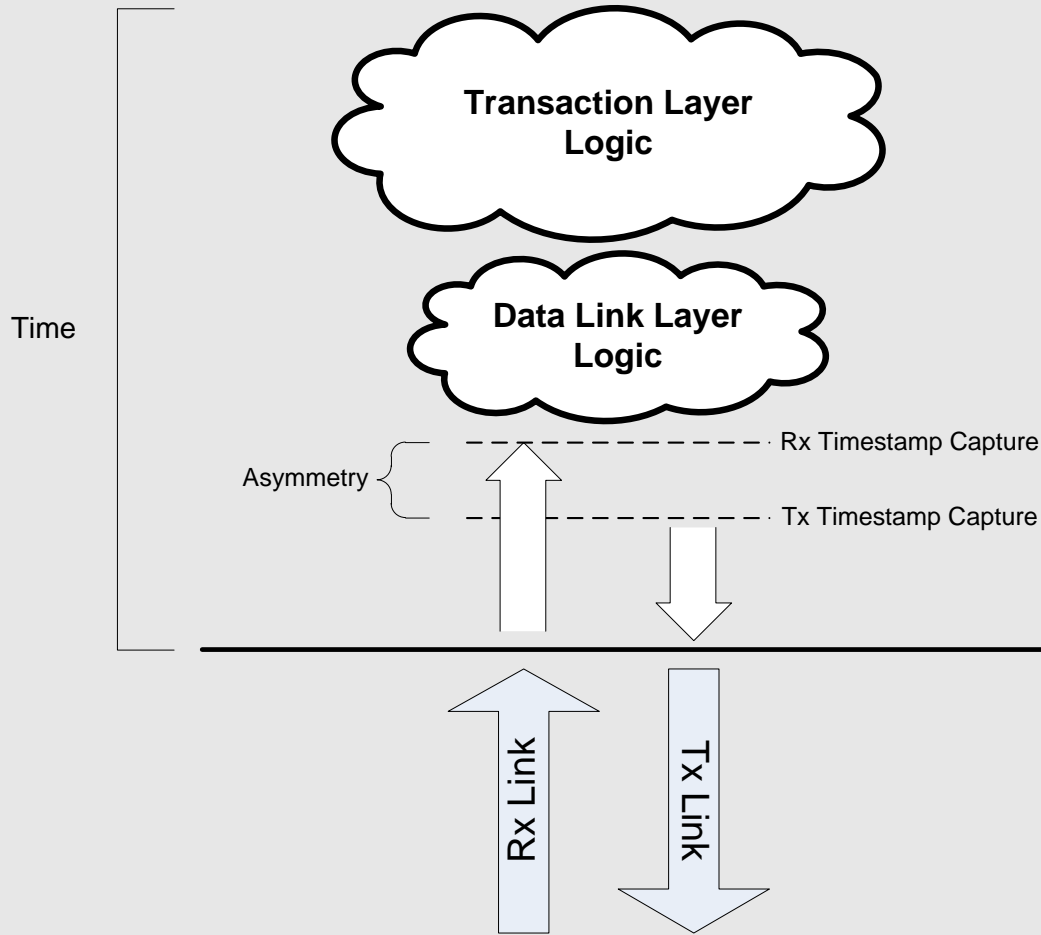 Transaction Layer
Logic
Data Link Layer
Logic
Time
Rx Timestamp Capture
Asymmetry
Tx Timestamp Capture
Rx Link
Tx Link